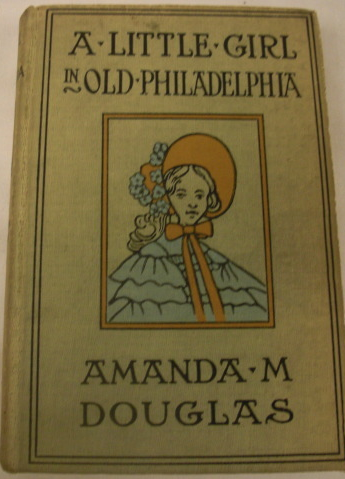 A·LITTLE·GIRL
IN OLD·PHILADELPHIA
AMANDA·M
DOUGLAS